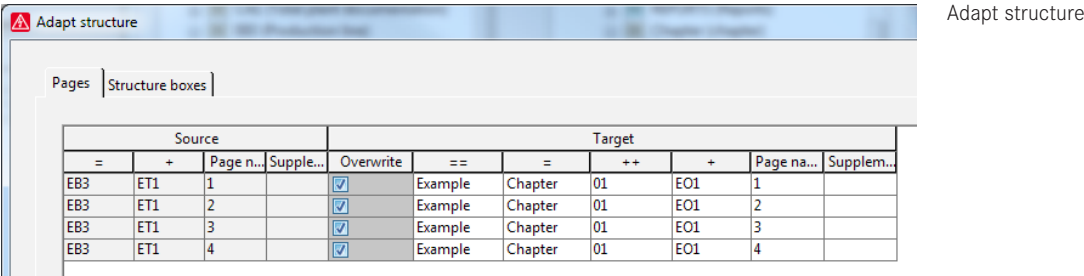 Adapt structure
Adapt structure
Pages Structure boxes
Source Target
= + Page n... Supple... Overwrite == = ++ + Page na... Supplem...
EB3 ET1 1 Example Chapter 01 EO1 1
EB3 ET1 2 Example Chapter 01 EO1 2
EB3 ET1 3 Example Chapter 01 EO1 3
EB3 ET1 4 Example Chapter 01 EO1 4